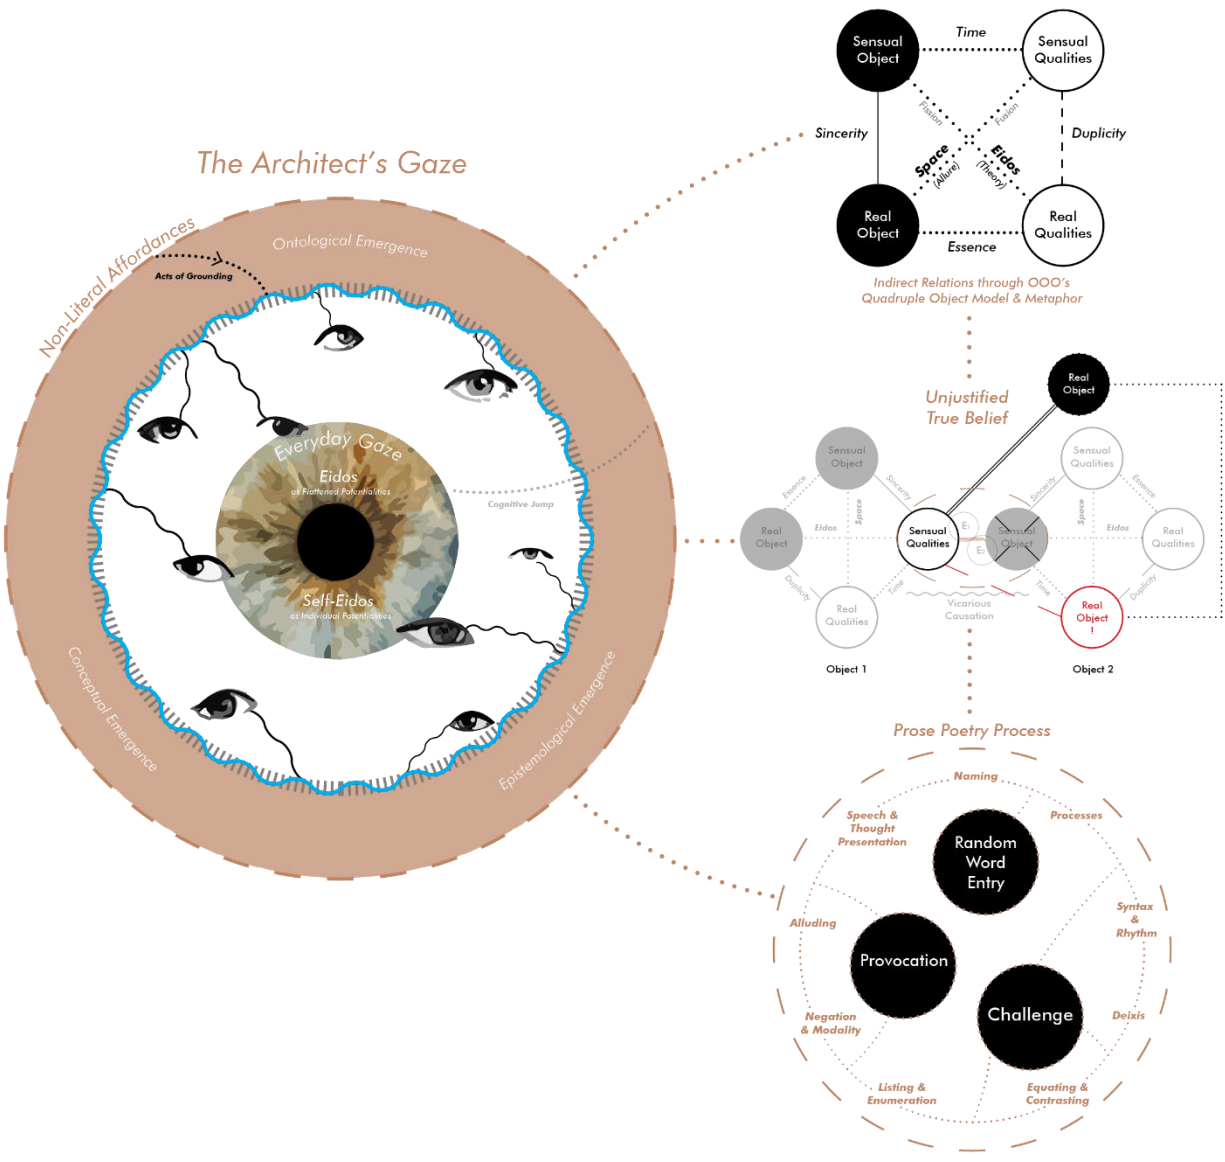 The Architect's Gaze
Non-Literal Affordances
Ontological Emergence
Acts of Grounding
Everyday Gaze
Eidos
as Flattened Potentialities
Cognitive Jump
Self-Eidos
as Individual Potentialities
Conceptual Emergence
Epistemological Emergence
Sensual
Object
Time
Sensual
Qualities
Fission
Fusion
Sincerity
Duplicity
Space
(Allure)
Eidos
(Theory)
Real
Object
Essence
Real
Qualities
Indirect Relations through OOO's
Quadruple Object Model & Metaphor
Unjustified
True Belief
Real
Object
Sensual
Object
Sensual
Qualities
Essence
Sincerity
Space
Sincerity
Essence
Space
Real
Object
Eidos
Sensual
Qualities
E1
E2
Sensual
Object
Eidos
Real
Qualities
Duplicity
Time
Time
Duplicity
Real
Qualities
Vicarious
Causation
Real
Object
!
Object 1
Object 2
Prose Poetry Process
Naming
Speech &
Thought
Presentation
Processes
Random
Word
Entry
Alluding
Syntax
&
Rhythm
Provocation
Challenge
Negation
& Modality
Deixis
Listing &
Enumeration
Equating &
Contrasting